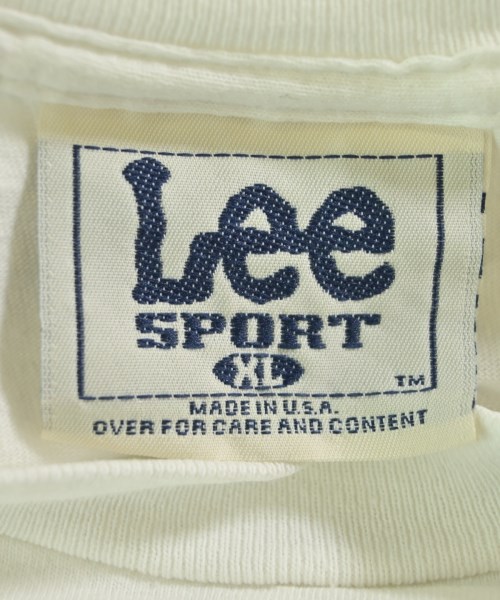 Lee
SPORT
XL
TM
MADE IN U.S.A.
OVER FOR CARE AND CONTENT